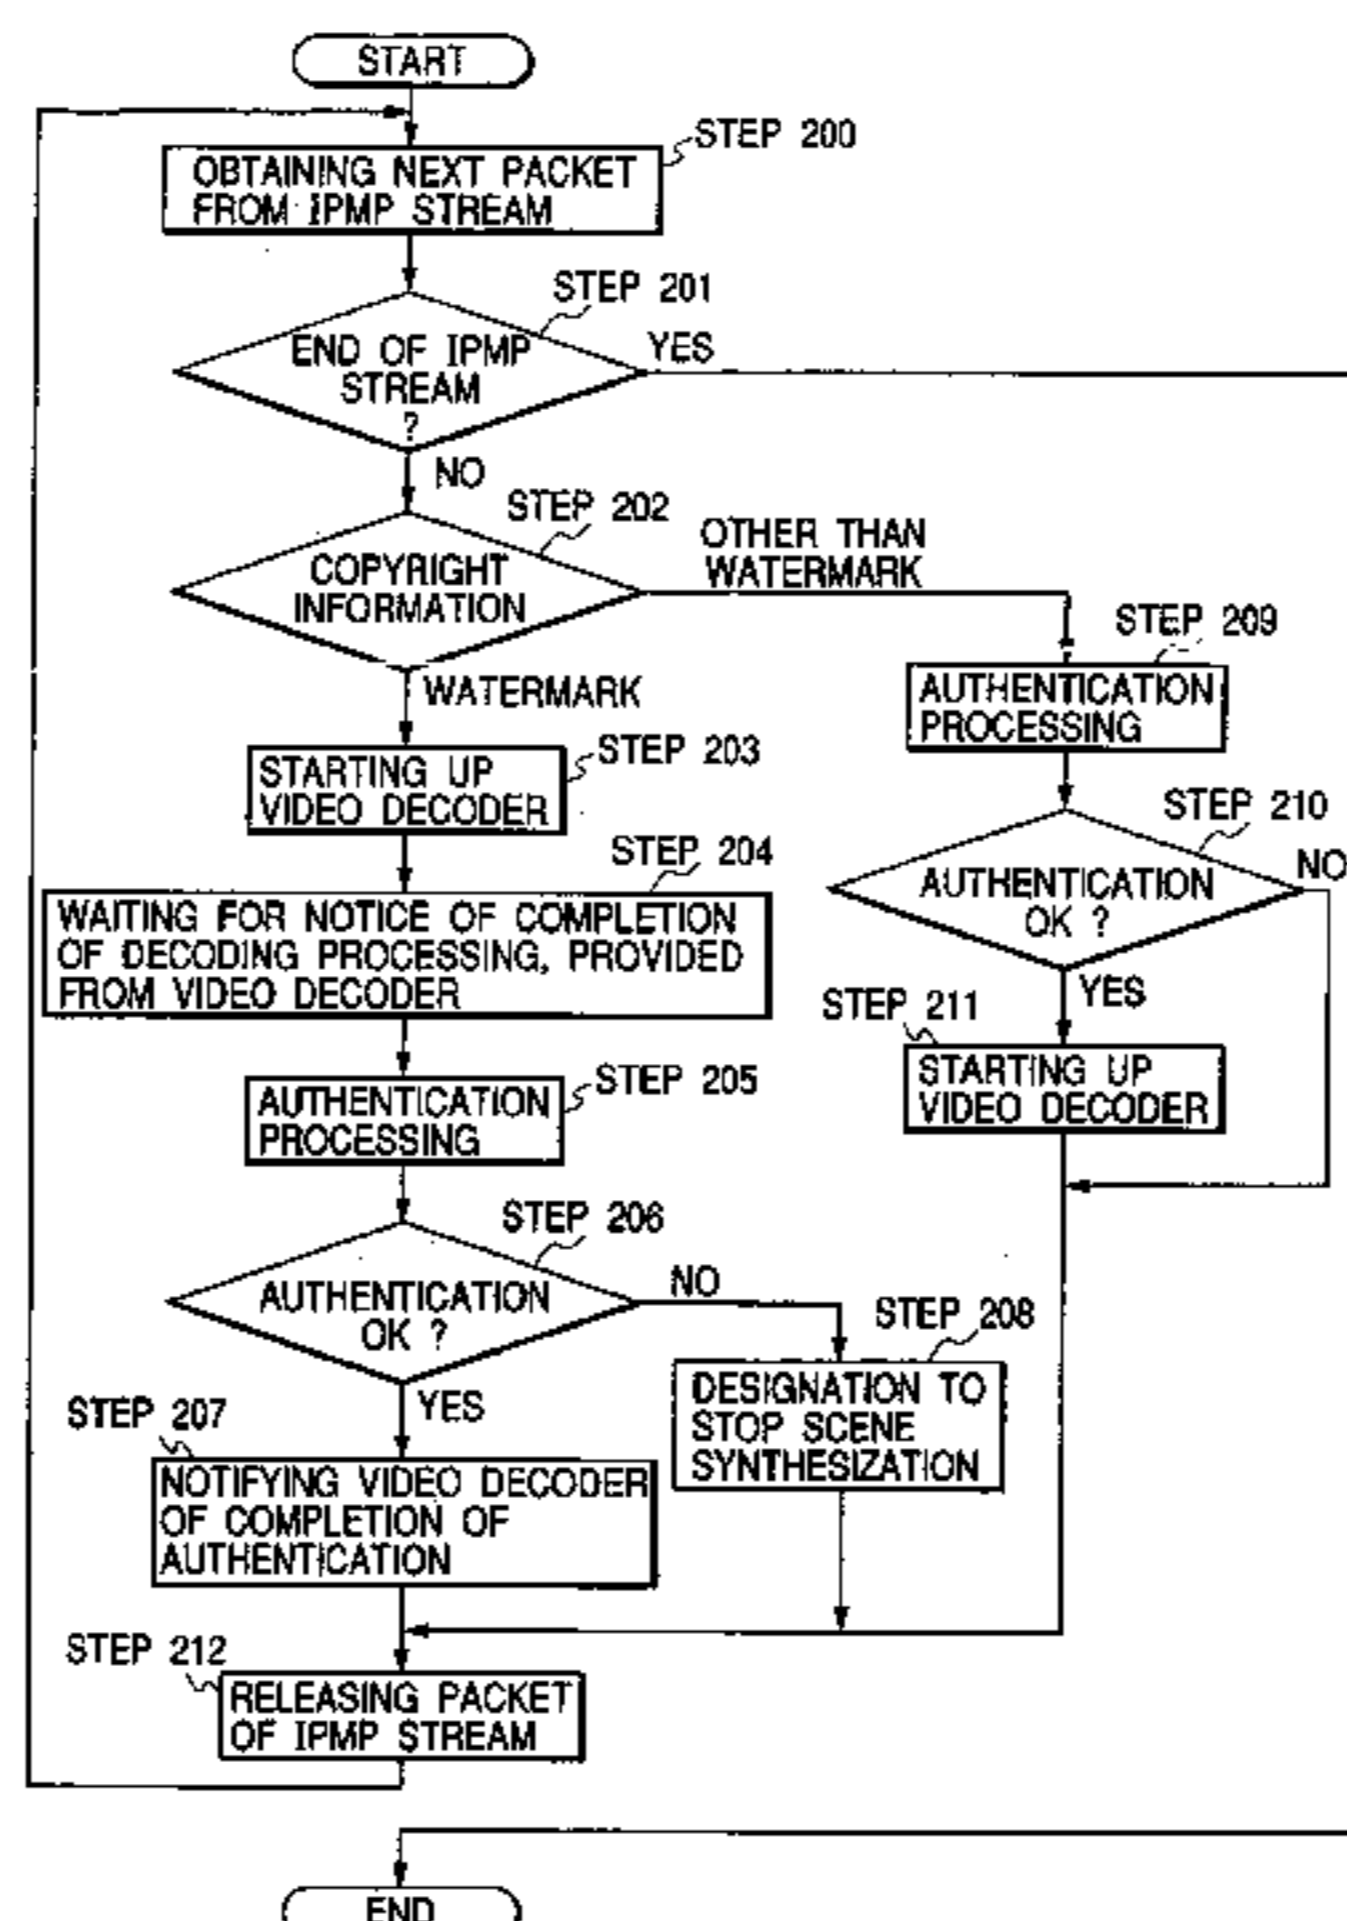 START
STEP 200
OBTAINING NEXT PACKET
FROM IPMP STREAM
STEP 201
END OF IPMP
STREAM
?
YES
NO
STEP 202
COPYRIGHT
INFORMATION
OTHER THAN
WATERMARK
WATERMARK
STEP 209
AUTHENTICATION
PROCESSING
STEP 203
STARTING UP
VIDEO DECODER
STEP 210
AUTHENTICATION
OK ?
NO
YES
STEP 204
WAITING FOR NOTICE OF COMPLETION
OF DECODING PROCESSING, PROVIDED
FROM VIDEO DECODER
STEP 211
STARTING UP
VIDEO DECODER
STEP 205
AUTHENTICATION
PROCESSING
STEP 206
AUTHENTICATION
OK ?
NO
YES
STEP 208
DESIGNATION TO
STOP SCENE
SYNTHESIZATION
STEP 207
NOTIFYING VIDEO DECODER
OF COMPLETION OF
AUTHENTICATION
STEP 212
RELEASING PACKET
OF IPMP STREAM
END